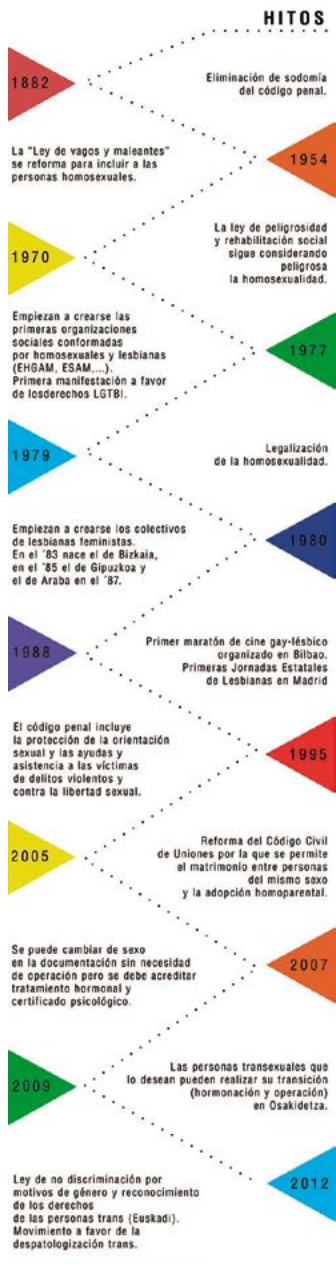 HITOS
1882
Eliminación de sodomía
del código penal.
La "Ley de vagos y maleantes"
se reforma para incluir a las
personas homosexuales.
1954
1970
La ley de peligrosidad
y rehabilitación social
sigue considerando
peligrosa
la homosexualidad.
Empiezan a crearse las
primeras organizaciones
sociales conformadas
por homosexuales y lesbianas
(EHGAM, ESAM,...).
Primera manifestación a favor
de losderechos LGTBI.
1977
1979
Legalización
de la homosexualidad.
Empiezan a crearse los colectivos
de lesbianas feministas.
En el ´83 nace el de Bizkaia,
en el ´85 el de Gipuzkoa y
el de Araba en el ´87.
1980
1988
Primer maratón de cine gay-lésbico
organizado en Bilbao.
Primeras Jornadas Estatales
de Lesbianas en Madrid
El código penal incluye
la protección de la orientación
sexual y las ayudas y
asistencia a las víctimas
de delitos violentos y
contra la libertad sexual.
1995
2005
Reforma del Código Civil
de Uniones por la que se permite
el matrimonio entre personas
del mismo sexo
y la adopción homoparental.
Se puede cambiar de sexo
en la documentación sin necesidad
de operación pero se debe acreditar
tratamiento hormonal y
certificado psicológico.
2007
2009
Las personas transexuales que
lo desean pueden realizar su transición
(hormonación y operación)
en Osakidetza.
Ley de no discriminación por
motivos de género y reconocimiento
de los derechos
de las personas trans (Euskadi).
Movimiento a favor de la
despatologización trans.
2012